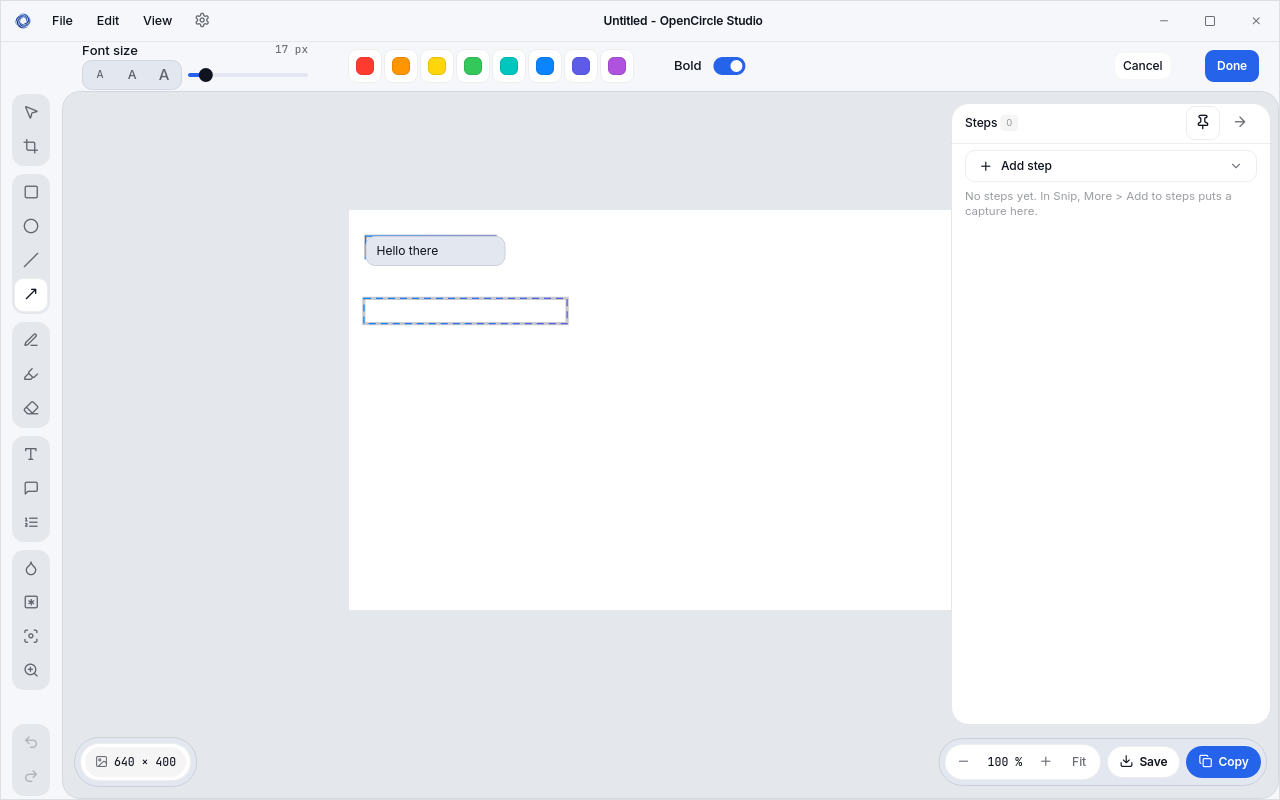 File Edit View
Untitled - OpenCircle Studio
Font size 17 px
A A A
Bold
Cancel
Done
Steps 0
Add step
No steps yet. In Snip, More > Add to steps puts a
capture here.
Hello there
640 × 400
100 %
Fit
Save
Copy